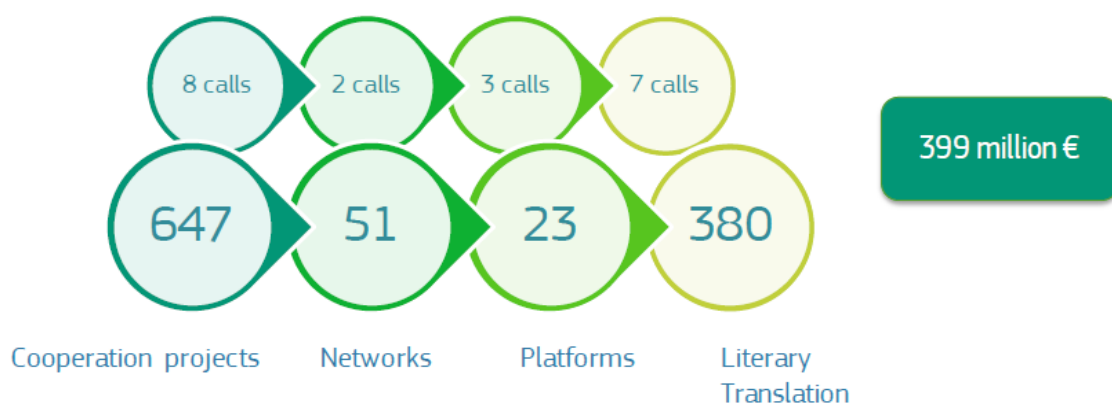 8 calls
2 calls
3 calls
7 calls
399 million €
647
51
23
380
Cooperation projects
Networks
Platforms
Literary
Translation